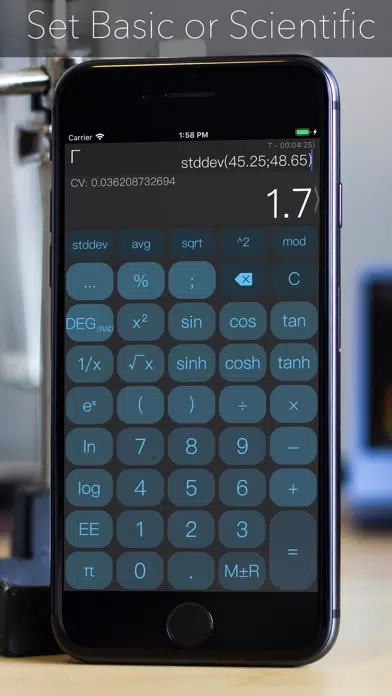 Set Basic or Scientific
Carrier 1:58 PM
T - 00:04:25
stddev(45.25;48.65)
CV: 0.036208732694
1.7
stddev avg sqrt ^2 mod
... % ; C
DEG/RAD x² sin cos tan
1/x √x sinh cosh tanh
eˣ ( ) ÷ ×
ln 7 8 9 −
log 4 5 6 +
EE 1 2 3
=
π 0 . M±R